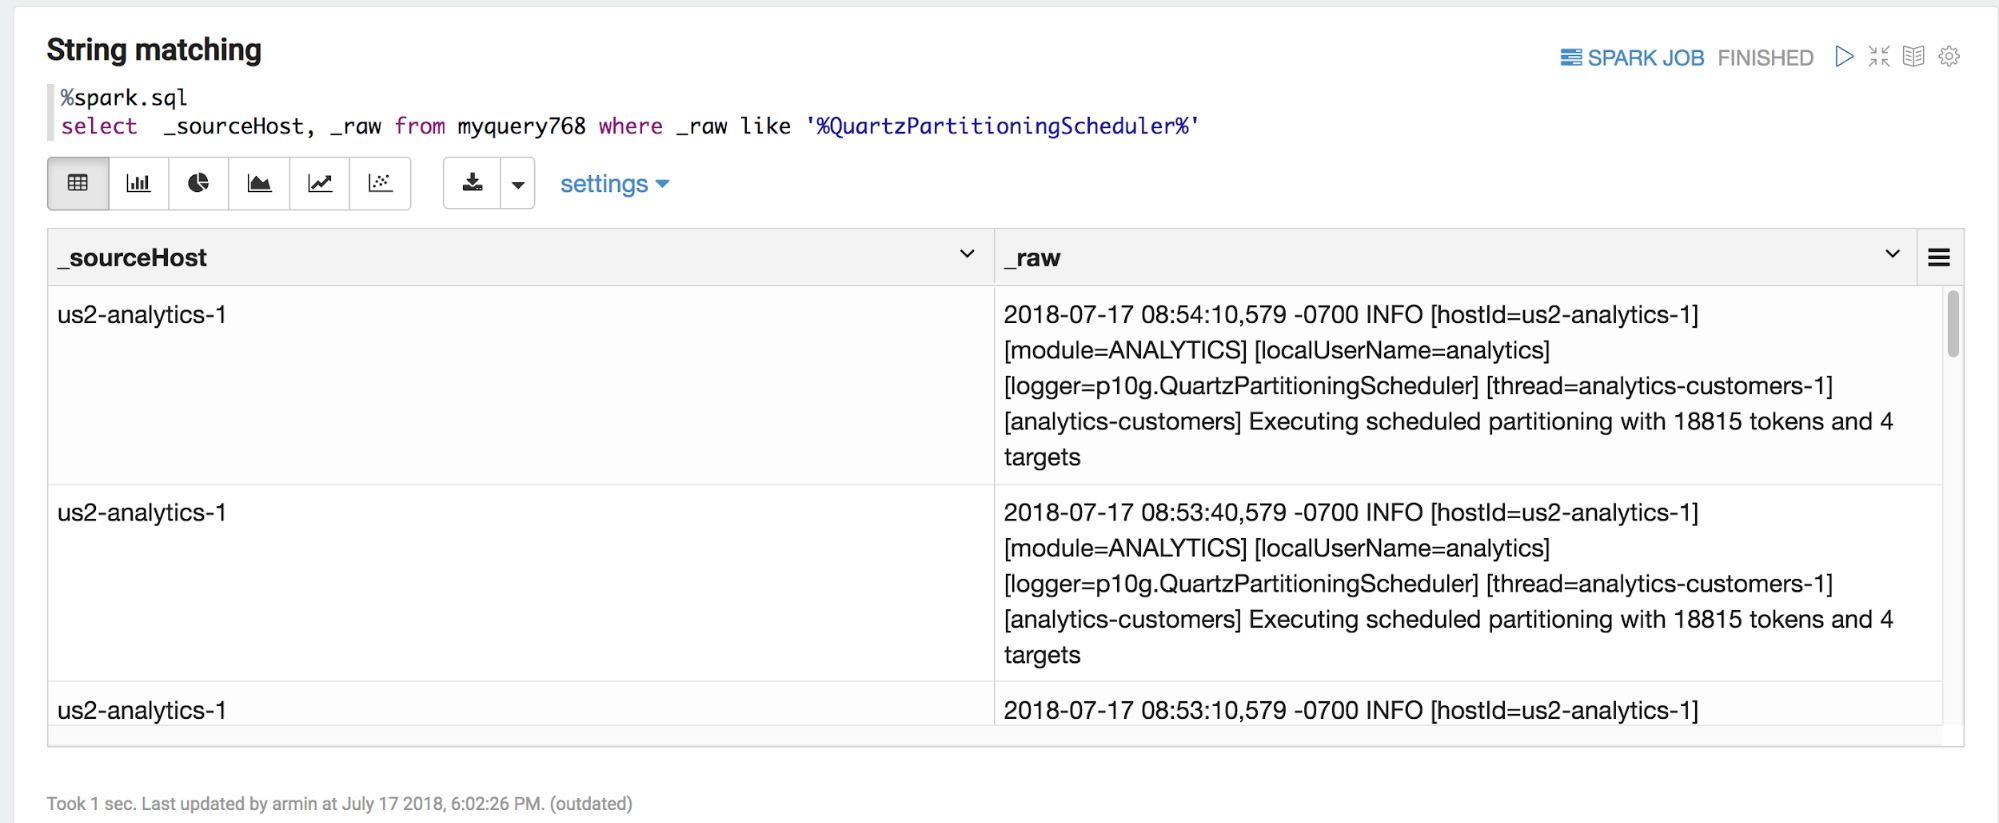 String matching
SPARK JOB FINISHED
%spark.sql
select  _sourceHost, _raw from myquery768 where _raw like '%QuartzPartitioningScheduler%'
settings
_sourceHost
_raw
us2-analytics-1
2018-07-17 08:54:10,579 -0700 INFO [hostId=us2-analytics-1]
[module=ANALYTICS] [localUserName=analytics]
[logger=p10g.QuartzPartitioningScheduler] [thread=analytics-customers-1]
[analytics-customers] Executing scheduled partitioning with 18815 tokens and 4
targets
us2-analytics-1
2018-07-17 08:53:40,579 -0700 INFO [hostId=us2-analytics-1]
[module=ANALYTICS] [localUserName=analytics]
[logger=p10g.QuartzPartitioningScheduler] [thread=analytics-customers-1]
[analytics-customers] Executing scheduled partitioning with 18815 tokens and 4
targets
us2-analytics-1
2018-07-17 08:53:10,579 -0700 INFO [hostId=us2-analytics-1]
Took 1 sec. Last updated by armin at July 17 2018, 6:02:26 PM. (outdated)